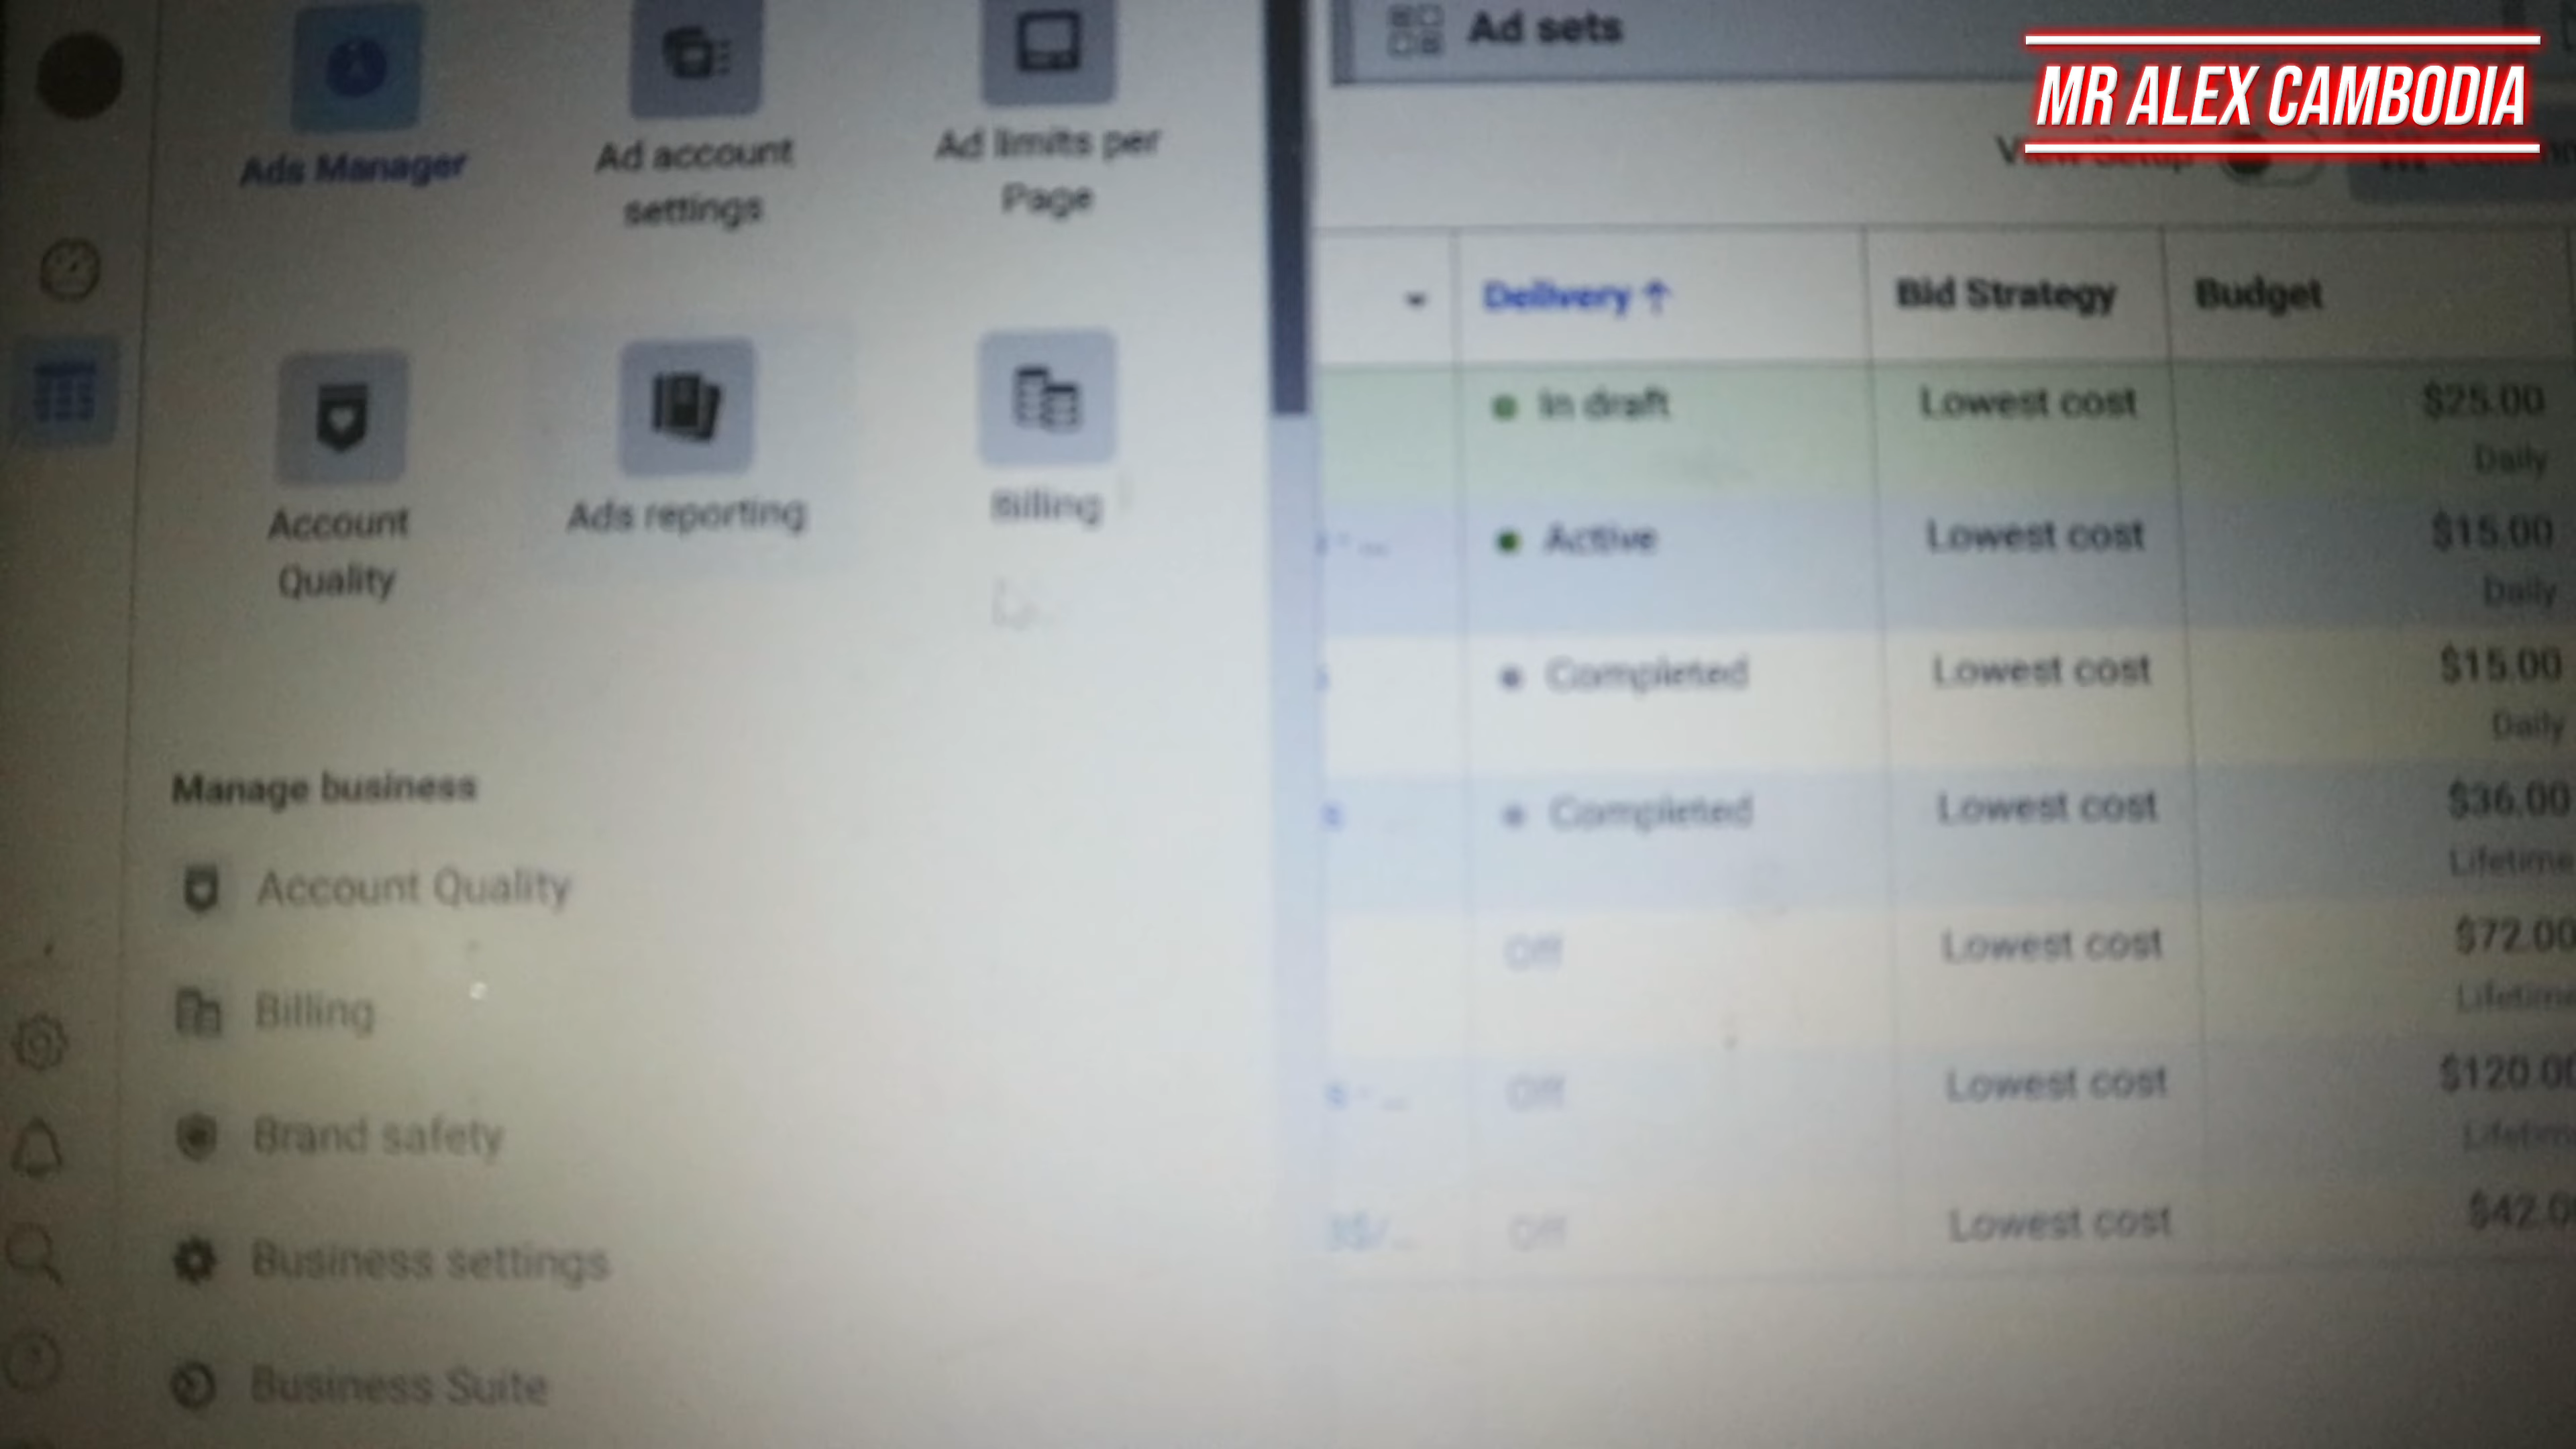 Ads Manager
Ad account
settings
Ad limits per
Page
Account
Quality
Ads reporting
Billing
Manage business
Account Quality
Billing
Brand safety
Business settings
Business Suite
Ad sets
MR ALEX CAMBODIA
Delivery ↑ Bid Strategy Budget
In draft Lowest cost $25.00
Daily
Active Lowest cost $15.00
Daily
Completed Lowest cost $15.00
Daily
Completed Lowest cost $36.00
Lifetime
Off Lowest cost $72.00
Lifetime
Off Lowest cost
Off Lowest cost